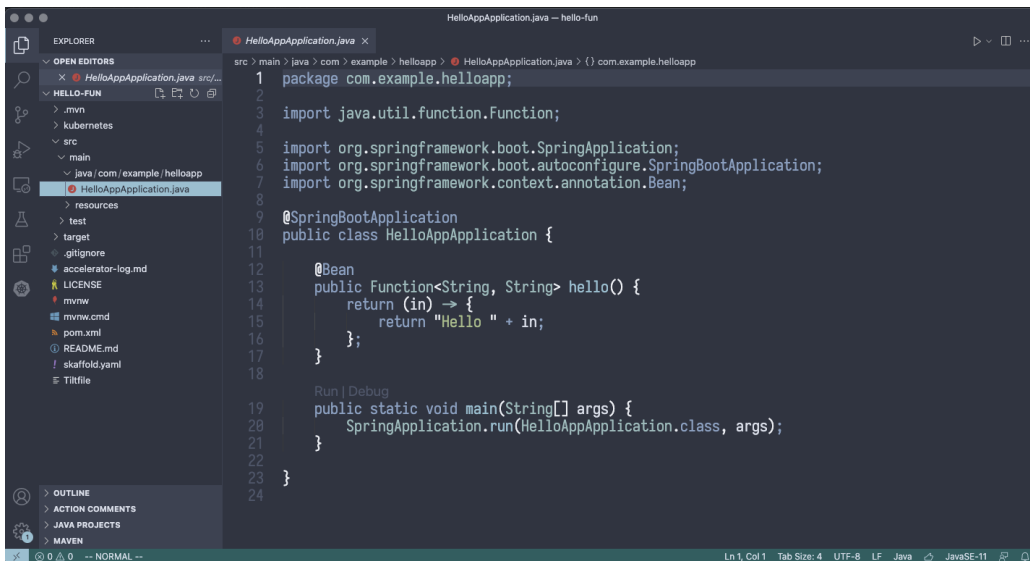 HelloAppApplication.java — hello-fun
EXPLORER
OPEN EDITORS
HelloAppApplication.java src/...
HELLO-FUN
.mvn
kubernetes
src
main
java/com/example/helloapp
HelloAppApplication.java
resources
test
target
.gitignore
accelerator-log.md
LICENSE
mvnw
mvnw.cmd
pom.xml
README.md
skaffold.yaml
Tiltfile
OUTLINE
ACTION COMMENTS
JAVA PROJECTS
MAVEN
HelloAppApplication.java
src > main > java > com > example > helloapp > HelloAppApplication.java > {} com.example.helloapp
1 package com.example.helloapp;
2
3 import java.util.function.Function;
4
5 import org.springframework.boot.SpringApplication;
6 import org.springframework.boot.autoconfigure.SpringBootApplication;
7 import org.springframework.context.annotation.Bean;
8
9 @SpringBootApplication
10 public class HelloAppApplication {
11
12 @Bean
13 public Function<String, String> hello() {
14 return (in) → {
15 return "Hello " + in;
16 };
17 }
18
Run | Debug
19 public static void main(String[] args) {
20 SpringApplication.run(HelloAppApplication.class, args);
21 }
22
23 }
24
1
0 0 -- NORMAL --
Ln 1, Col 1 Tab Size: 4 UTF-8 LF Java JavaSE-11